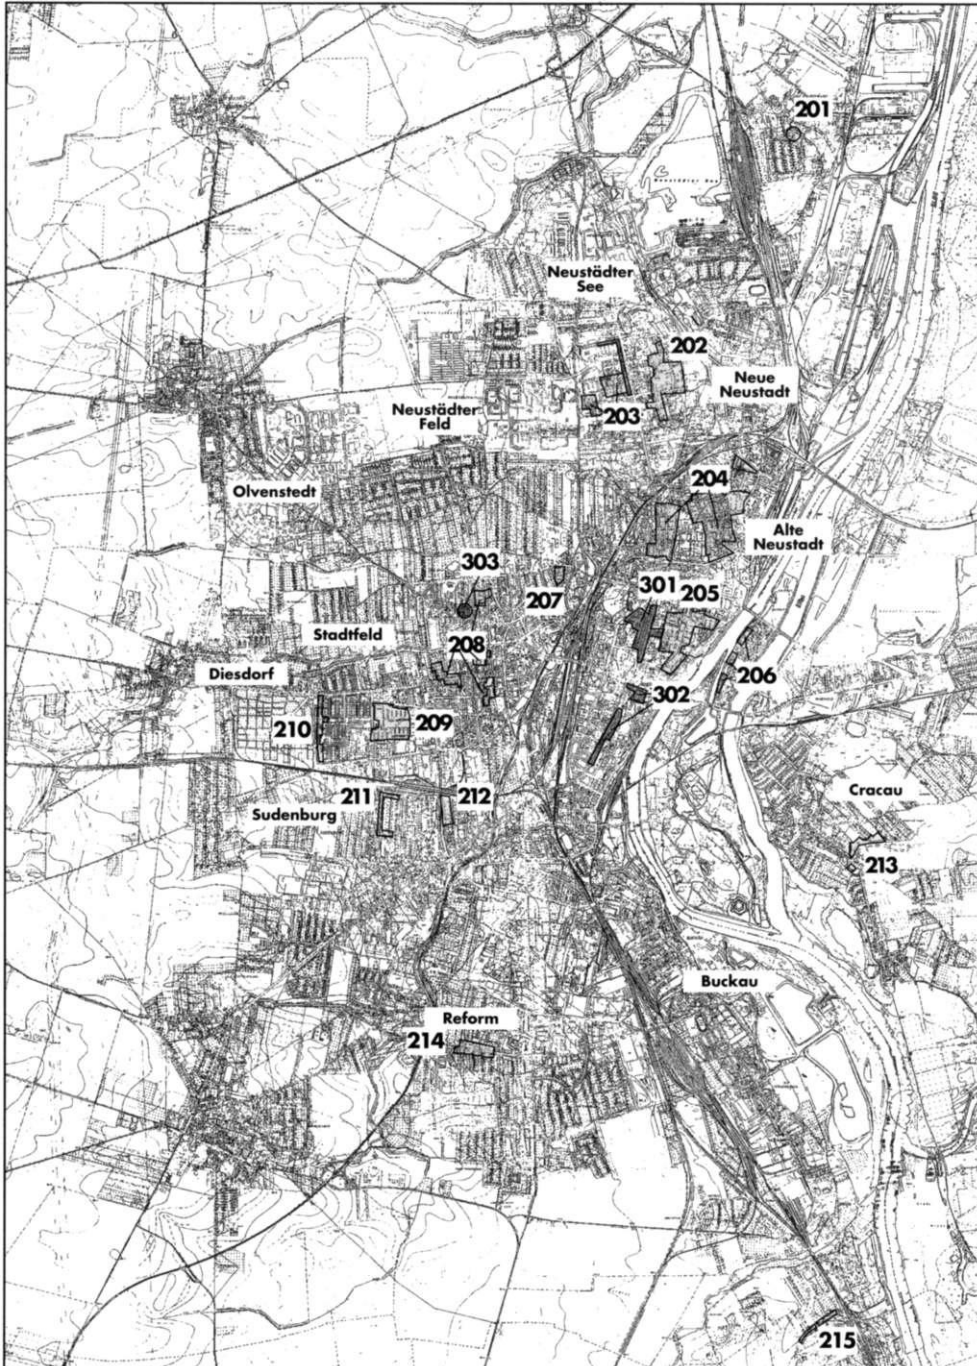 201
Neustädter
See
202
Neue
Neustadt
203
Neustädter
Feld
204
Olvenstedt
Alte
Neustadt
303
301
205
207
Stadtfeld
208
206
Diesdorf
302
210
209
211
212
Sudenburg
Cracau
213
Buckau
Reform
214
215